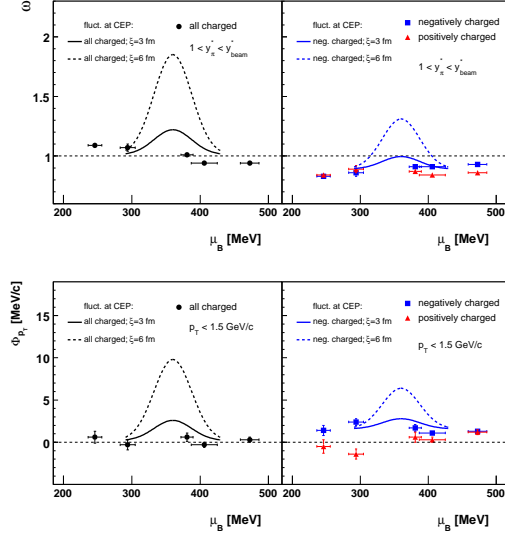 ω
fluct. at CEP:
all charged; ξ=3 fm
all charged; ξ=6 fm
all charged
1 < y*π < y*beam
fluct. at CEP:
neg. charged; ξ=3 fm
neg. charged; ξ=6 fm
negatively charged
positively charged
1 < y*π < y*beam
2
1.5
1
200 300 400 500
200 300 400 500
μB [MeV]
μB [MeV]
ΦpT [MeV/c]
fluct. at CEP:
all charged; ξ=3 fm
all charged; ξ=6 fm
all charged
pT < 1.5 GeV/c
fluct. at CEP:
neg. charged; ξ=3 fm
neg. charged; ξ=6 fm
negatively charged
positively charged
pT < 1.5 GeV/c
15
10
5
0
200 300 400 500
200 300 400 500
μB [MeV]
μB [MeV]